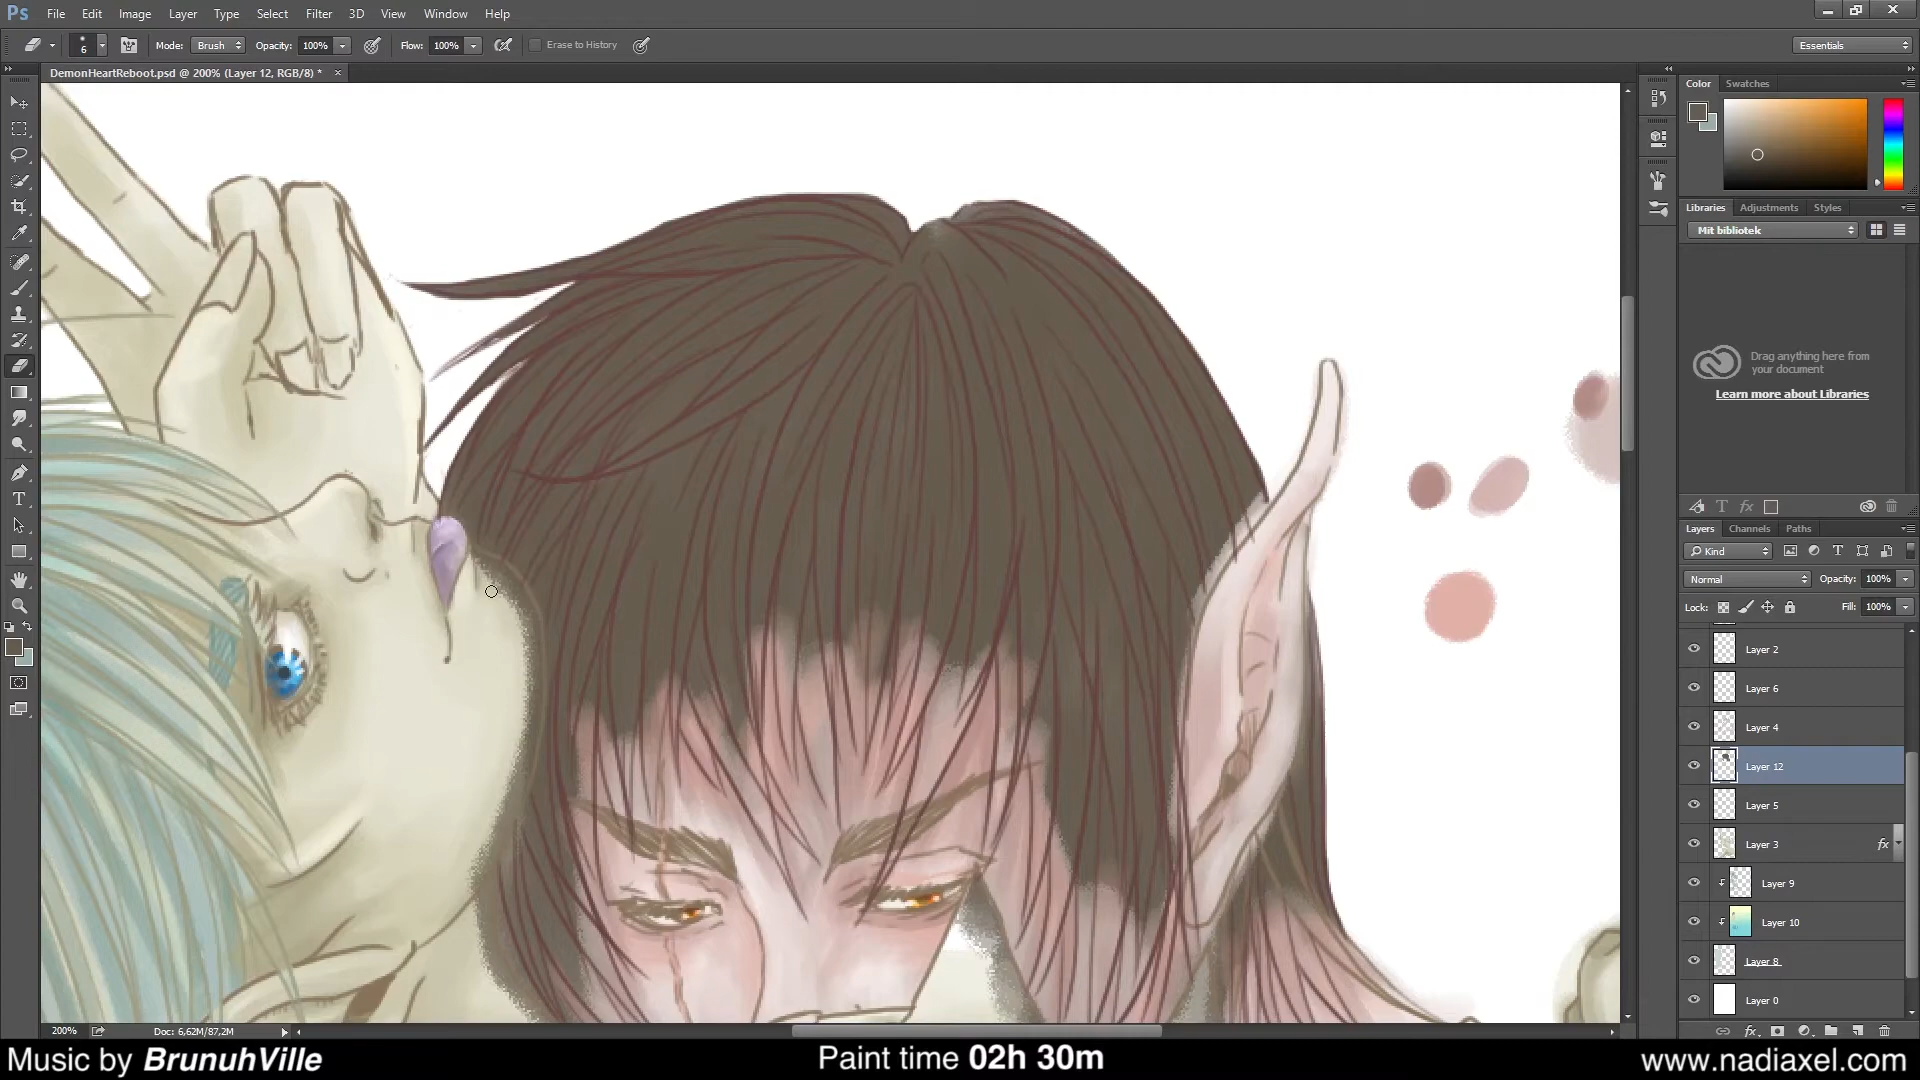 Ps File Edit Image Layer Type Select Filter 3D View Window Help
6 Mode: Brush Opacity: 100% Flow: 100% Erase to History Essentials
DemonHeartReboot.psd @ 200% (Layer 12, RGB/8) *
Color Swatches
Libraries Adjustments Styles
Mit bibliotek
Drag anything here from
your document
Learn more about Libraries
Layers Channels Paths
Kind
Normal Opacity: 100%
Lock: Fill: 100%
Layer 2
Layer 6
Layer 4
Layer 12
Layer 5
Layer 3 fx
Layer 9
Layer 10
Layer 8
Layer 0
200% Doc: 6,62M/87,2M
Music by BrunuhVille Paint time 02h 30m www.nadiaxel.com